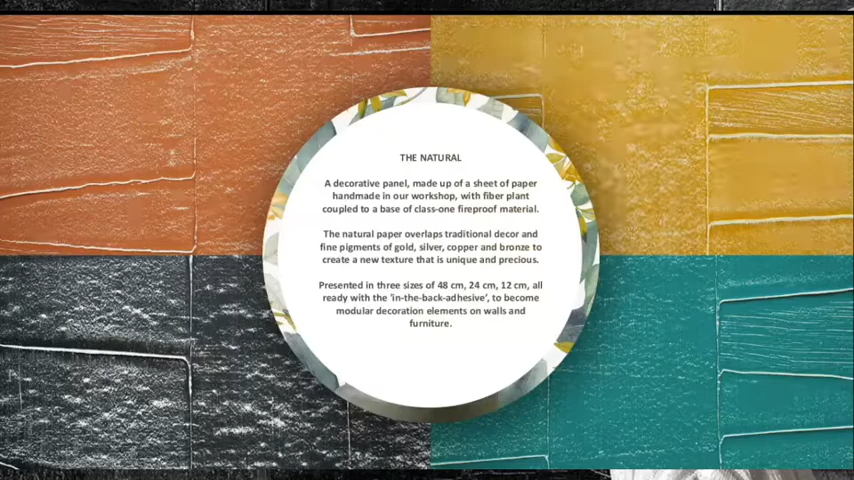 THE NATURAL
A decorative panel, made up of a sheet of paper
handmade in our workshop, with fiber plant
coupled to a base of class-one fireproof material.
The natural paper overlaps traditional decor and
fine pigments of gold, silver, copper and bronze to
create a new texture that is unique and precious.
Presented in three sizes of 48 cm, 24 cm, 12 cm, all
ready with the 'in-the-back-adhesive', to become
modular decoration elements on walls and
furniture.